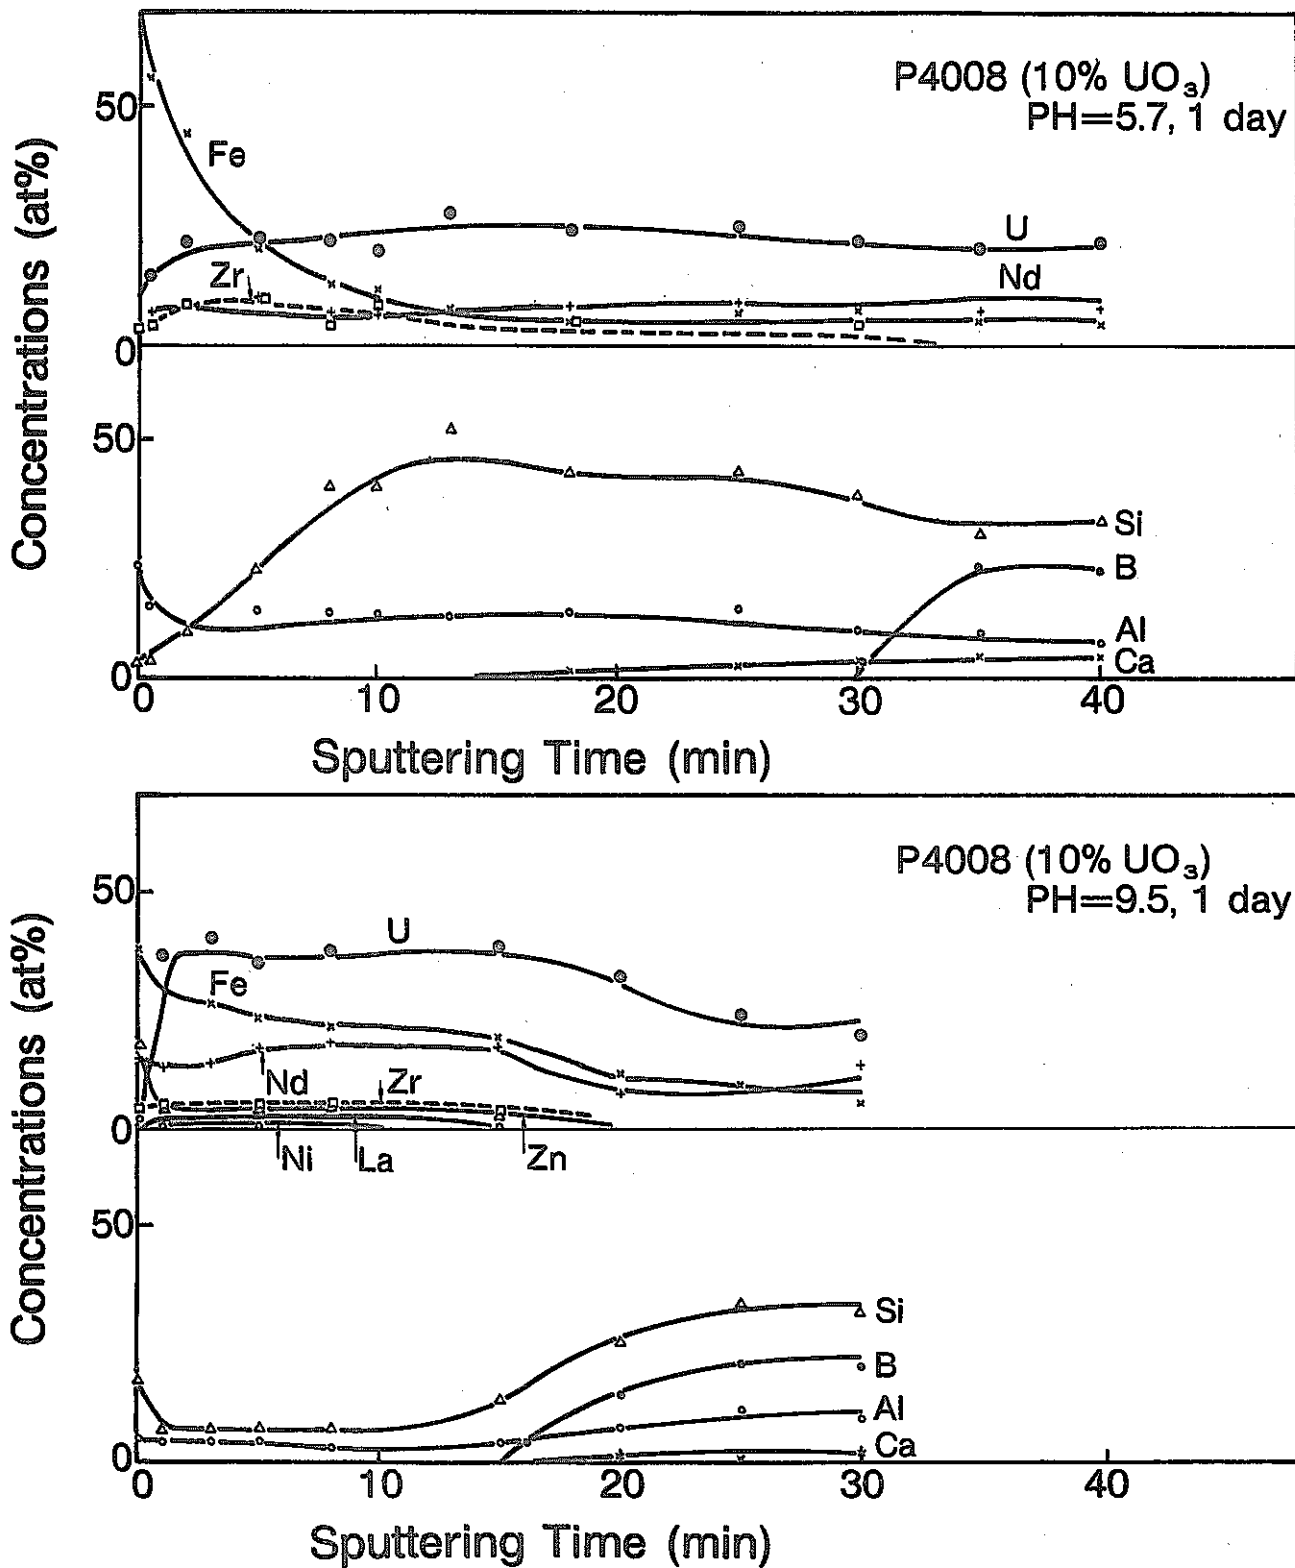 Concentrations (at%)
P4008 (10% UO₃)
PH=5.7, 1 day
50
Fe
U
Zr
Nd
0
50
Si
B
Al
Ca
0
0 10 20 30 40
Sputtering Time (min)
Concentrations (at%)
P4008 (10% UO₃)
PH=9.5, 1 day
50
U
Fe
Nd
Zr
0
Ni
La
Zn
50
Si
B
Al
Ca
0
0 10 20 30 40
Sputtering Time (min)